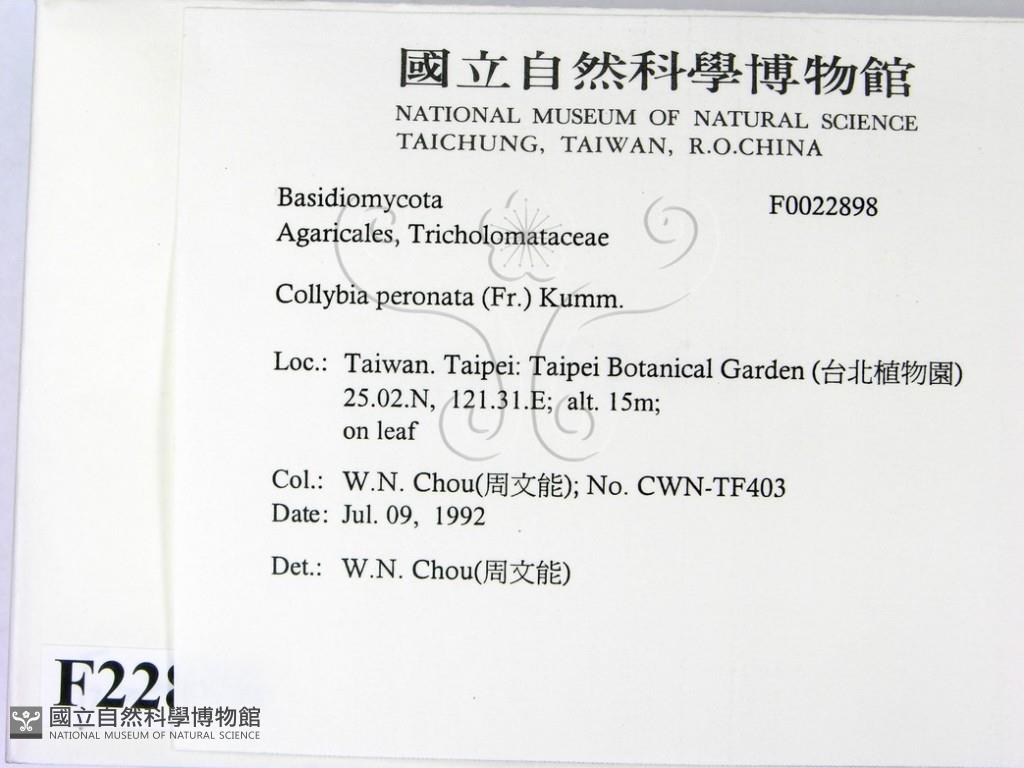 國立自然科學博物館
NATIONAL MUSEUM OF NATURAL SCIENCE
TAICHUNG, TAIWAN, R.O.CHINA
Basidiomycota F0022898
Agaricales, Tricholomataceae
Collybia peronata (Fr.) Kumm.
Loc.: Taiwan. Taipei: Taipei Botanical Garden (台北植物園)
25.02.N, 121.31.E; alt. 15m;
on leaf
Col.: W.N. Chou(周文能); No. CWN-TF403
Date: Jul. 09, 1992
Det.: W.N. Chou(周文能)
F228
國立自然科學博物館
NATIONAL MUSEUM OF NATURAL SCIENCE